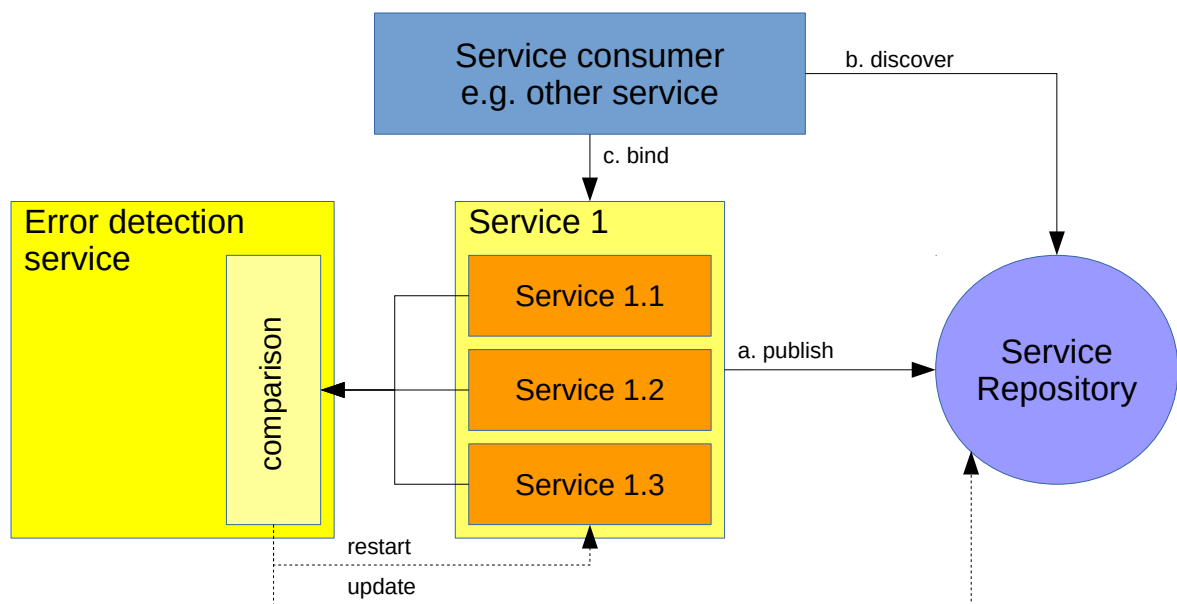 Service consumer
e.g. other service
b. discover
c. bind
Error detection
service
comparison
Service 1
Service 1.1
Service 1.2
Service 1.3
a. publish
Service
Repository
restart
update